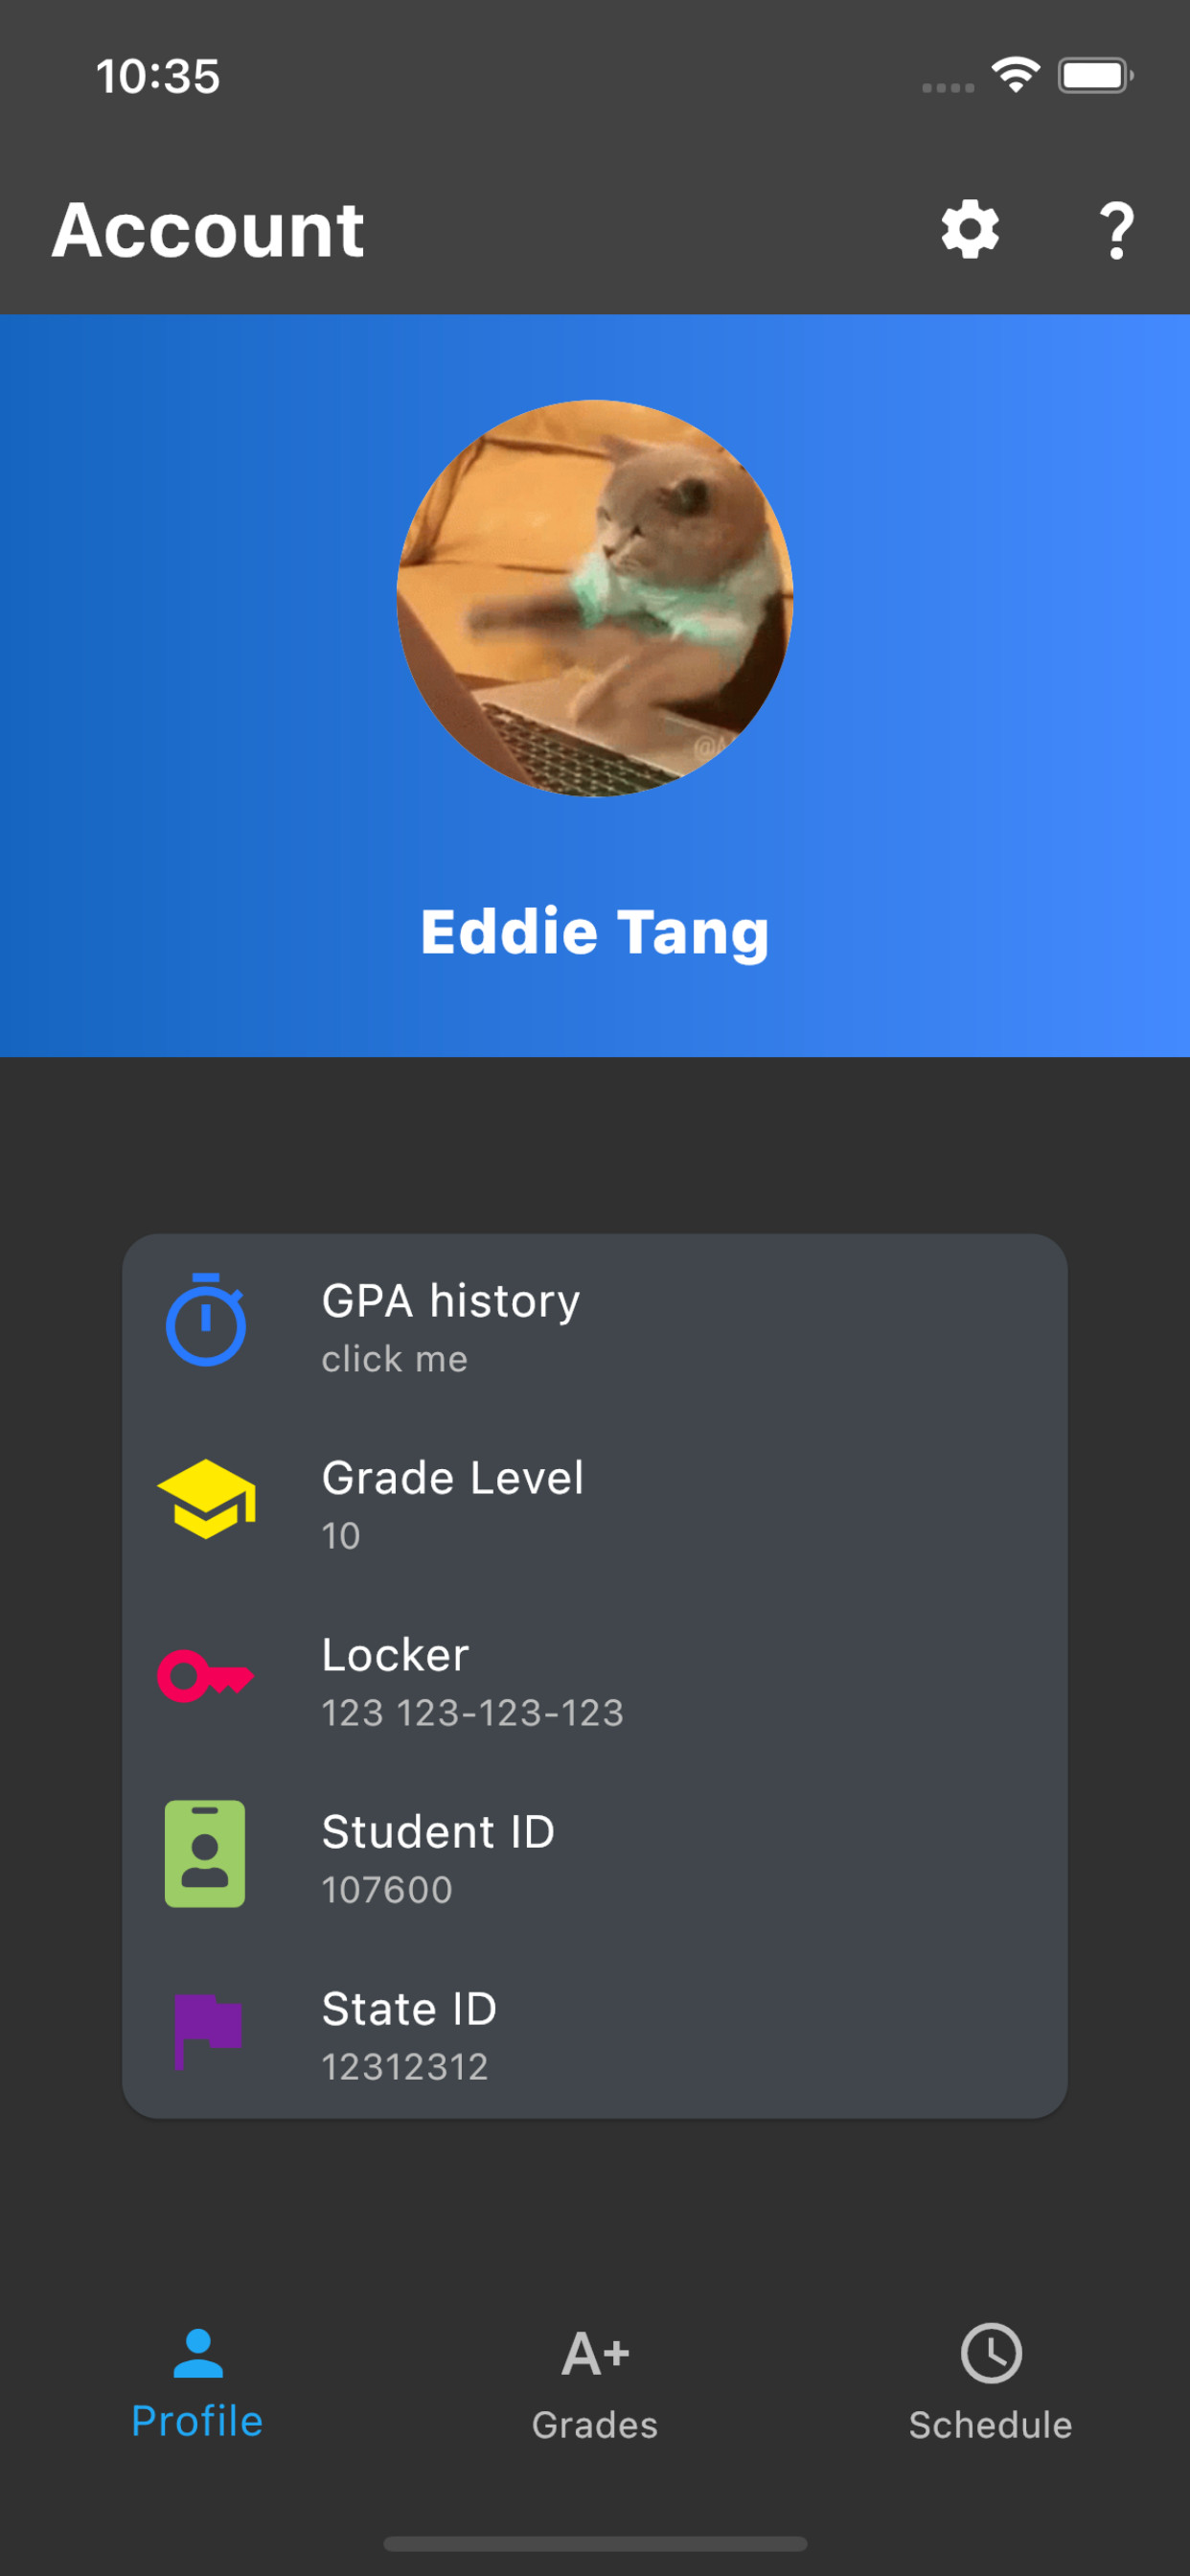 10:35
Account
?
Eddie Tang
GPA history
click me
Grade Level
10
Locker
123 123-123-123
Student ID
107600
State ID
12312312
A+
Profile
Grades
Schedule